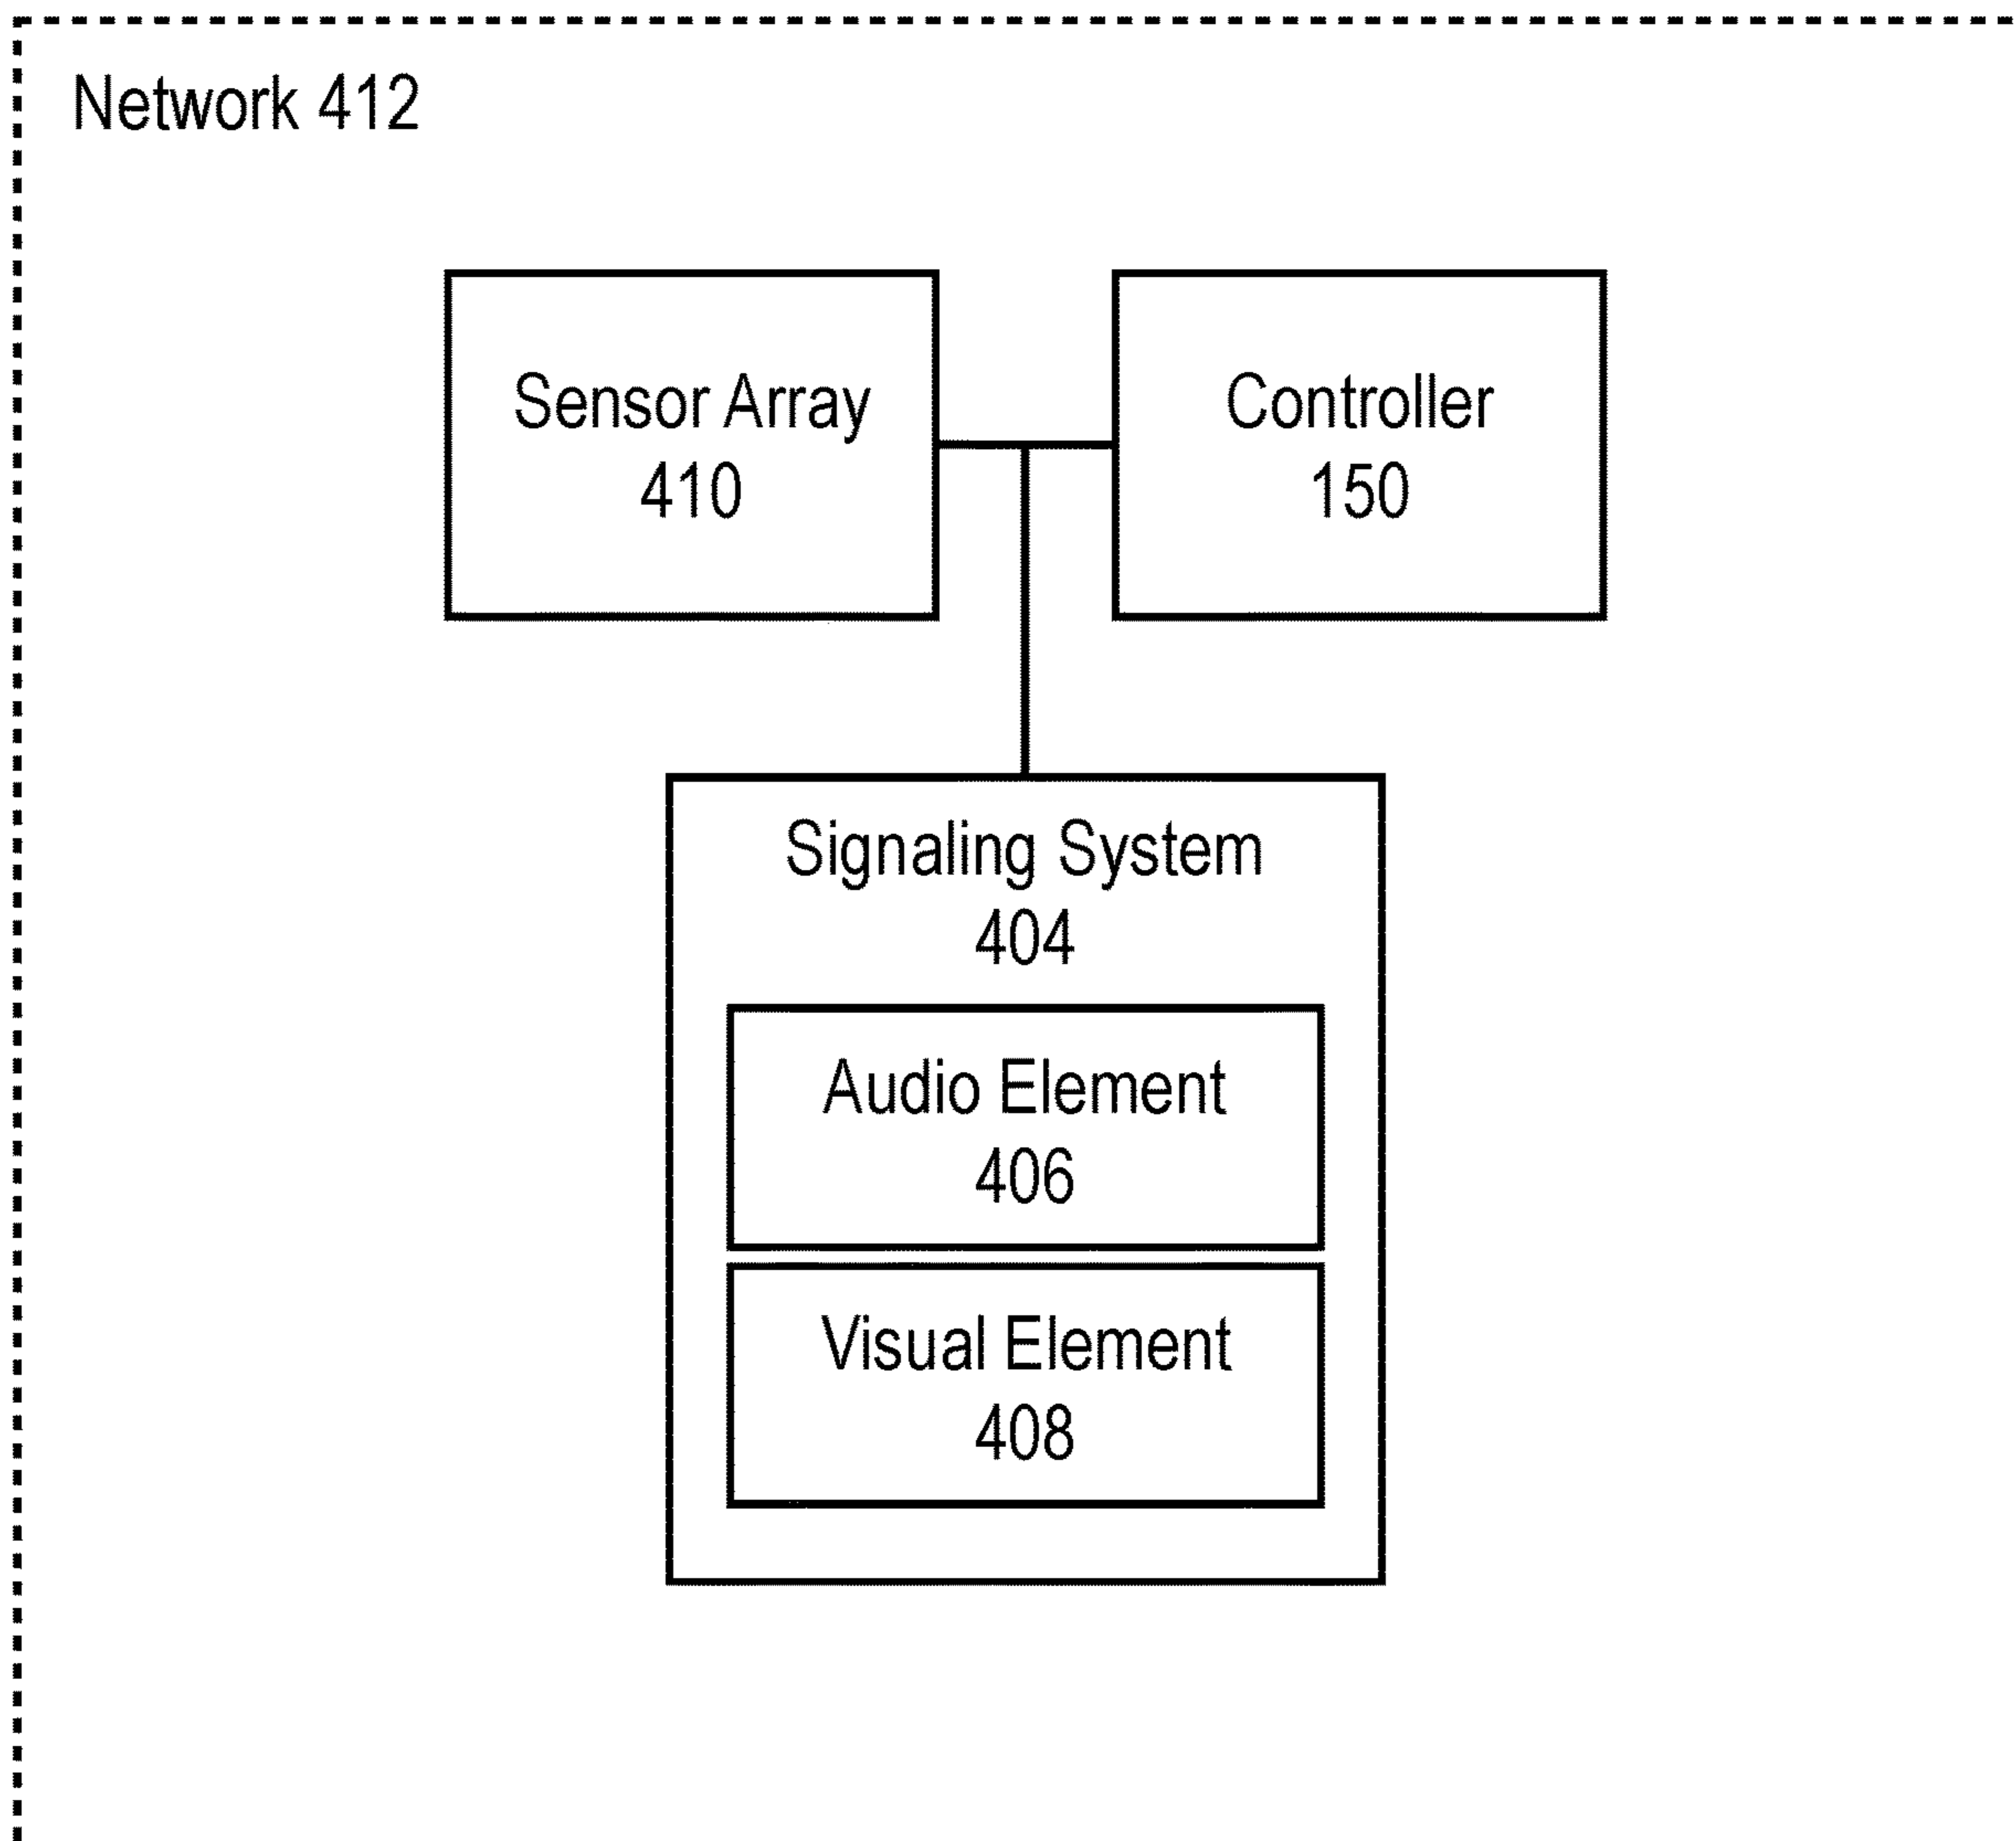 Network 412
Sensor Array
410
Controller
150
Signaling System
404
Audio Element
406
Visual Element
408